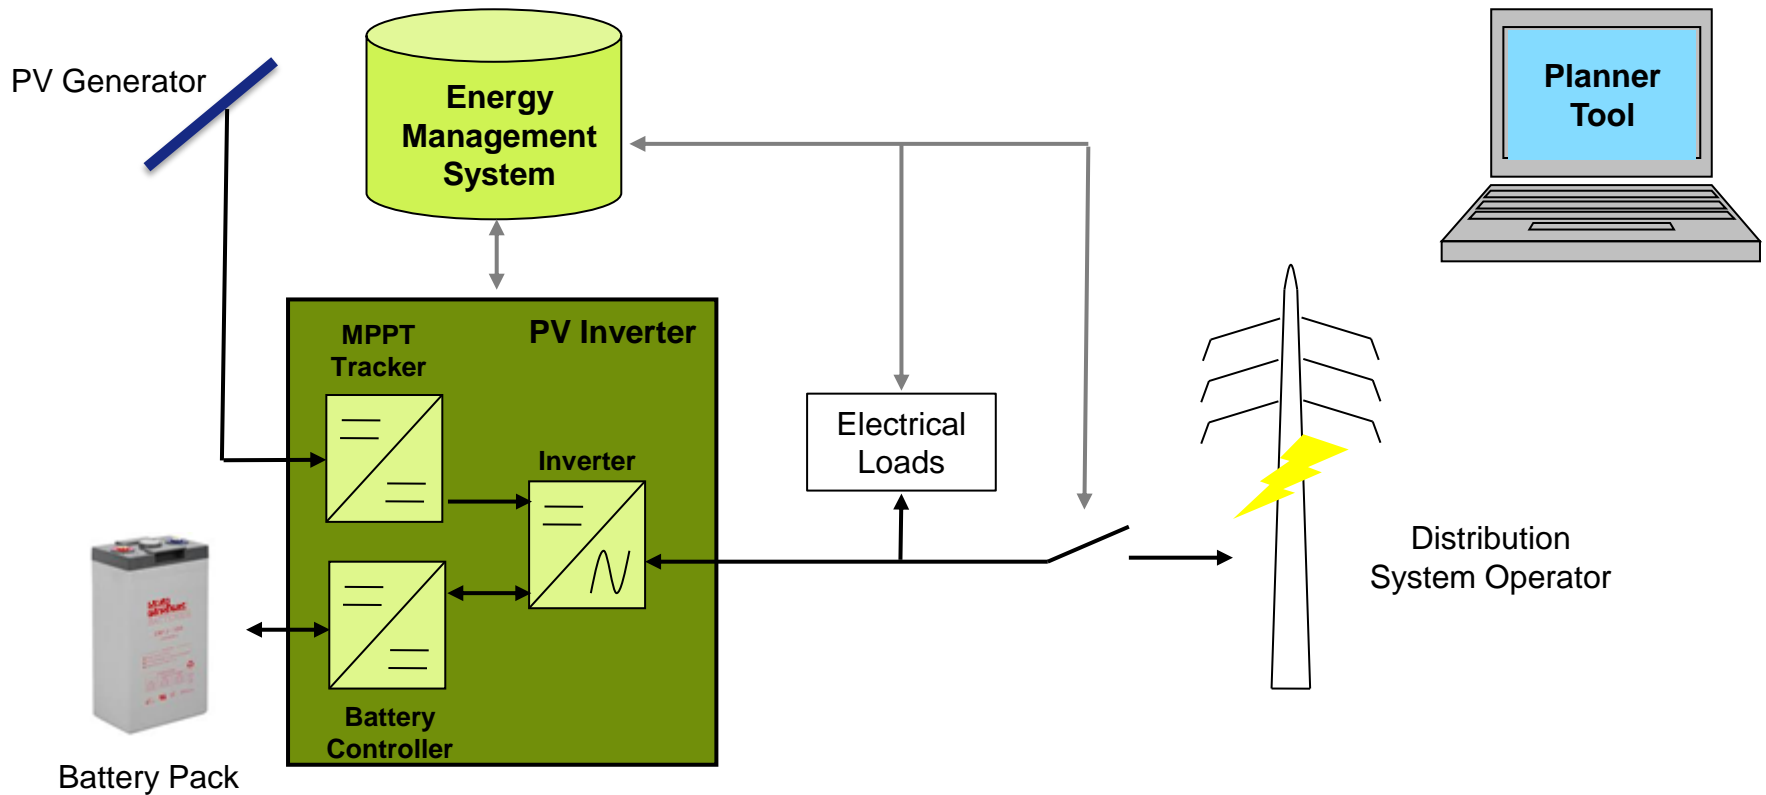 PV Generator
Energy
Management
System
Planner
Tool
MPPT
Tracker
PV Inverter
Inverter
Electrical
Loads
Distribution
System Operator
Battery
Controller
Battery Pack